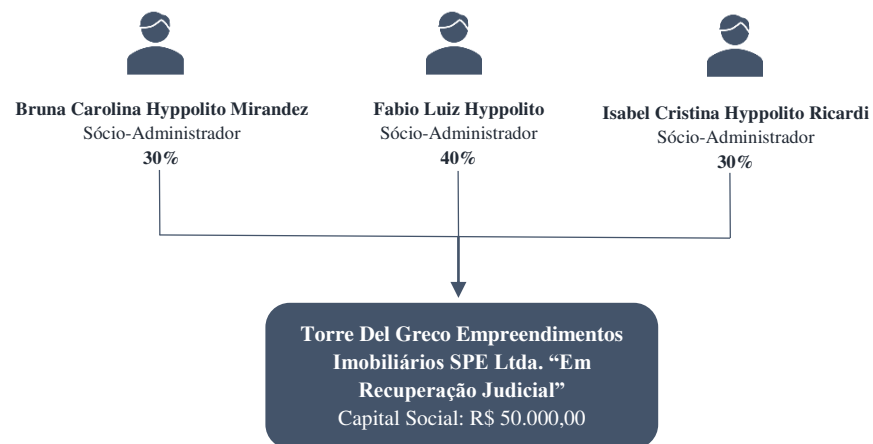 Bruna Carolina Hyppolito Mirandez
Sócio-Administrador
30%
Fabio Luiz Hyppolito
Sócio-Administrador
40%
Isabel Cristina Hyppolito Ricardi
Sócio-Administrador
30%
Torre Del Greco Empreendimentos
Imobiliários SPE Ltda. “Em
Recuperação Judicial”
Capital Social: R$ 50.000,00